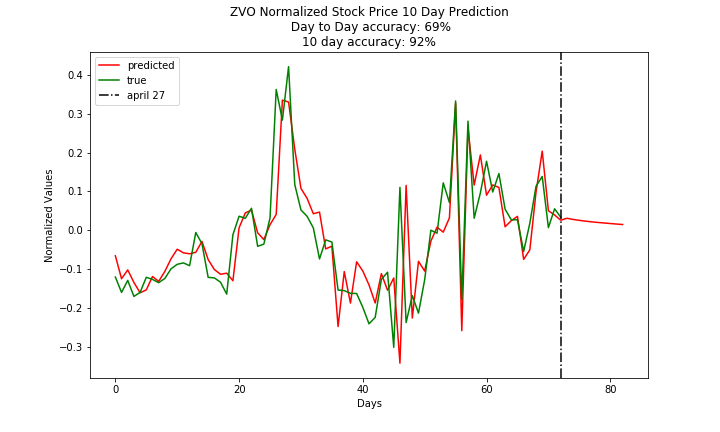 ZVO Normalized Stock Price 10 Day Prediction
Day to Day accuracy: 69%
10 day accuracy: 92%
predicted
true
april 27
0.4
0.3
0.2
0.1
0.0
−0.1
−0.2
−0.3
Normalized Values
0 20 40 60 80
Days